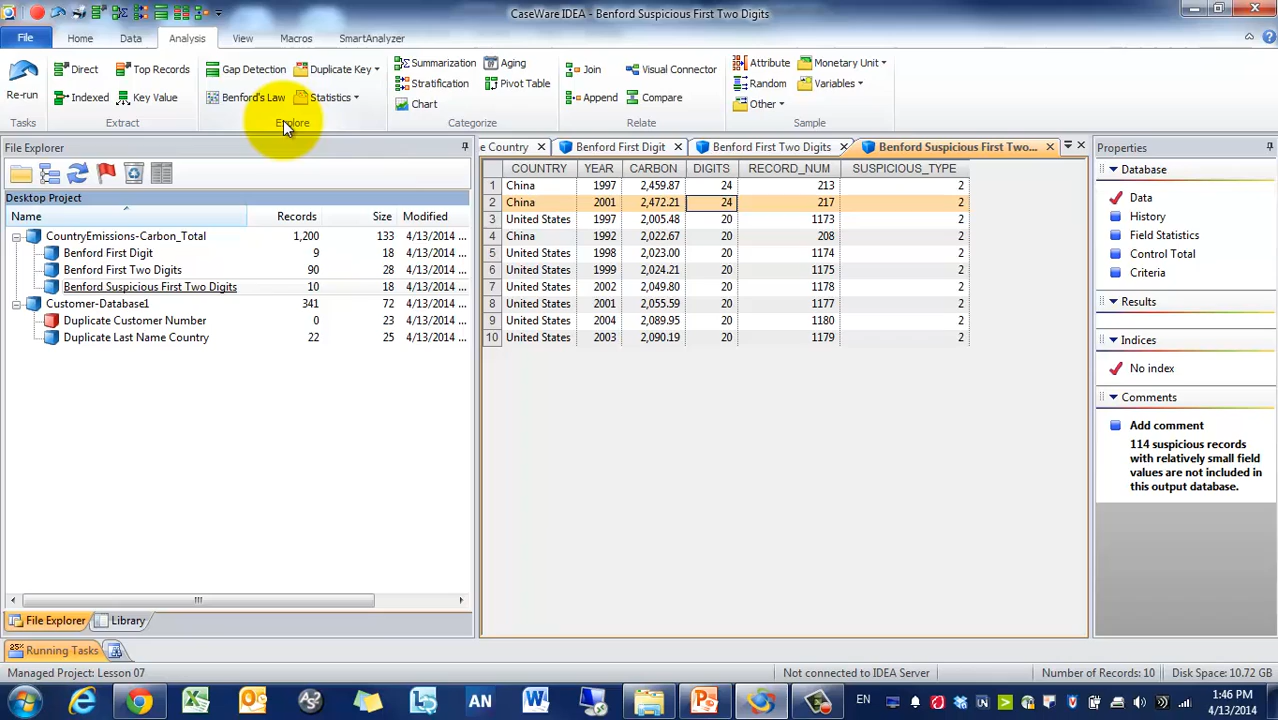 CaseWare IDEA - Benford Suspicious First Two Digits
File Home Data Analysis View Macros SmartAnalyzer
Re-run
Tasks
Direct Top Records
Indexed Key Value
Extract
Gap Detection Duplicate Key
Benford's Law Statistics
Explore
Summarization Aging
Stratification Pivot Table
Chart
Categorize
Join Visual Connector
Append Compare
Relate
Attribute Monetary Unit
Random Variables
Other
Sample
File Explorer
Desktop Project
Name Records Size Modified
CountryEmissions-Carbon_Total 1,200 133 4/13/2014 ...
Benford First Digit 9 18 4/13/2014 ...
Benford First Two Digits 90 28 4/13/2014 ...
Benford Suspicious First Two Digits 10 18 4/13/2014 ...
Customer-Database1 341 72 4/13/2014 ...
Duplicate Customer Number 0 23 4/13/2014 ...
Duplicate Last Name Country 22 25 4/13/2014 ...
File Explorer Library
Running Tasks
e Country Benford First Digit Benford First Two Digits Benford Suspicious First Two...
COUNTRY YEAR CARBON DIGITS RECORD_NUM SUSPICIOUS_TYPE
1 China 1997 2,459.87 24 213 2
2 China 2001 2,472.21 24 217 2
3 United States 1997 2,005.48 20 1173 2
4 China 1992 2,022.67 20 208 2
5 United States 1998 2,023.00 20 1174 2
6 United States 1999 2,024.21 20 1175 2
7 United States 2002 2,049.80 20 1178 2
8 United States 2001 2,055.59 20 1177 2
9 United States 2004 2,089.95 20 1180 2
10 United States 2003 2,090.19 20 1179 2
Properties
Database
Data
History
Field Statistics
Control Total
Criteria
Results
Indices
No index
Comments
Add comment
114 suspicious records
with relatively small field
values are not included in
this output database.
Managed Project: Lesson 07 Not connected to IDEA Server Number of Records: 10 Disk Space: 10.72 GB
AN EN 1:46 PM
4/13/2014